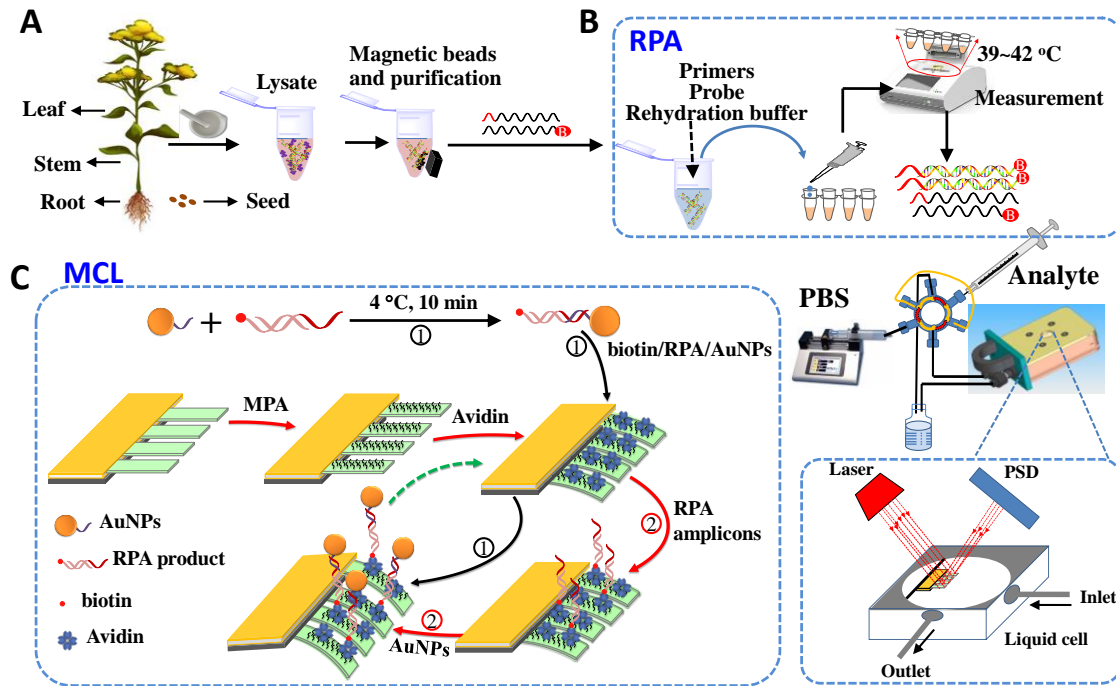 A
Leaf
Stem
Root
Seed
Lysate
Magnetic beads
and purification
B
B
RPA
Primers
Probe
Rehydration buffer
39~42 °C
Measurement
B
B
B
C
MCL
4 °C, 10 min
①
biotin/RPA/AuNPs
①
MPA
Avidin
RPA
amplicons
②
①
②
AuNPs
AuNPs
RPA product
biotin
Avidin
PBS
Analyte
Laser
PSD
Inlet
Liquid cell
Outlet